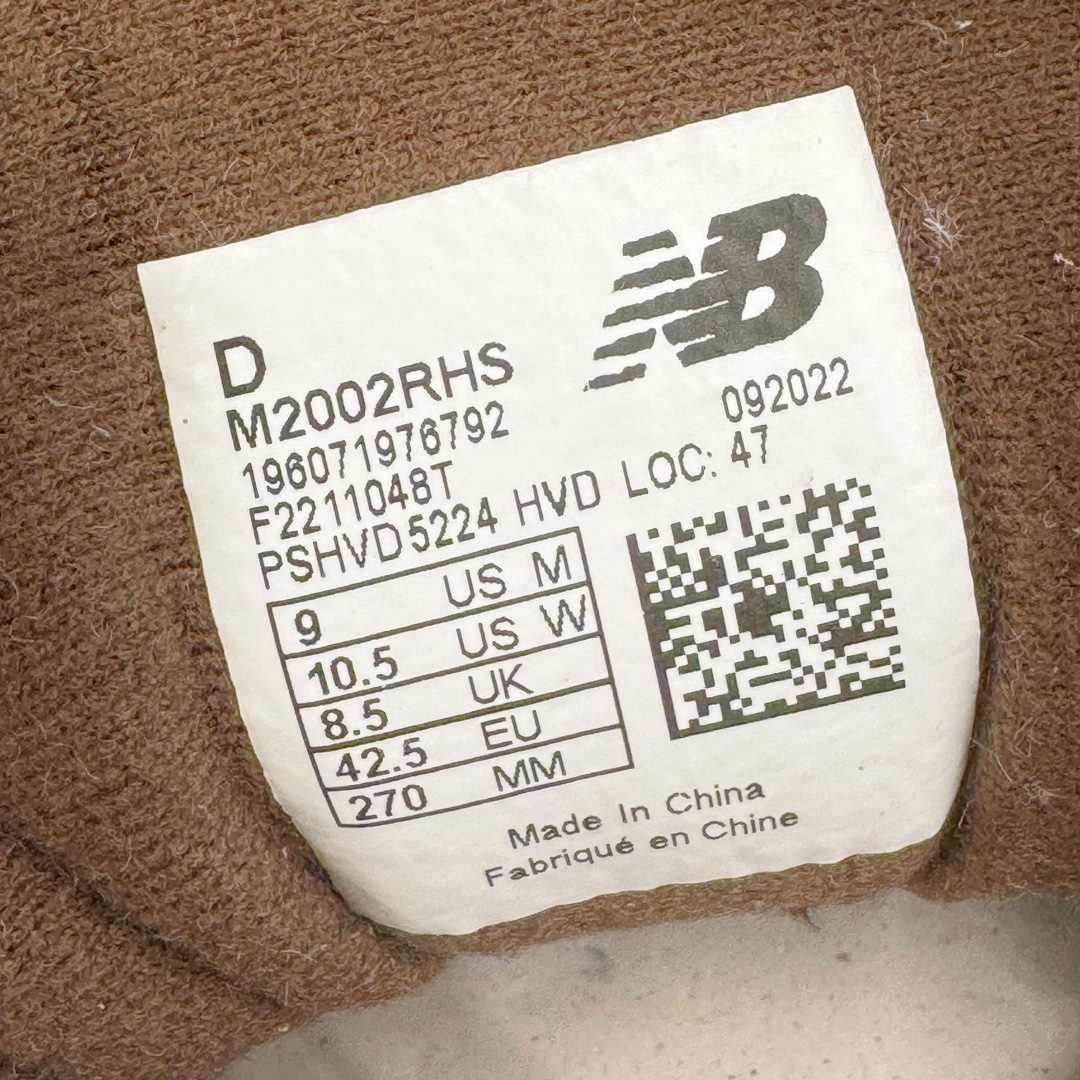 NB
D
M2002RHS
196071976792
092022
F2211048T
PSHVD5224 HVD LOC: 47
9 US M
10.5 US W
8.5 UK
42.5 EU
270 MM
Made In China
Fabriqué en Chine